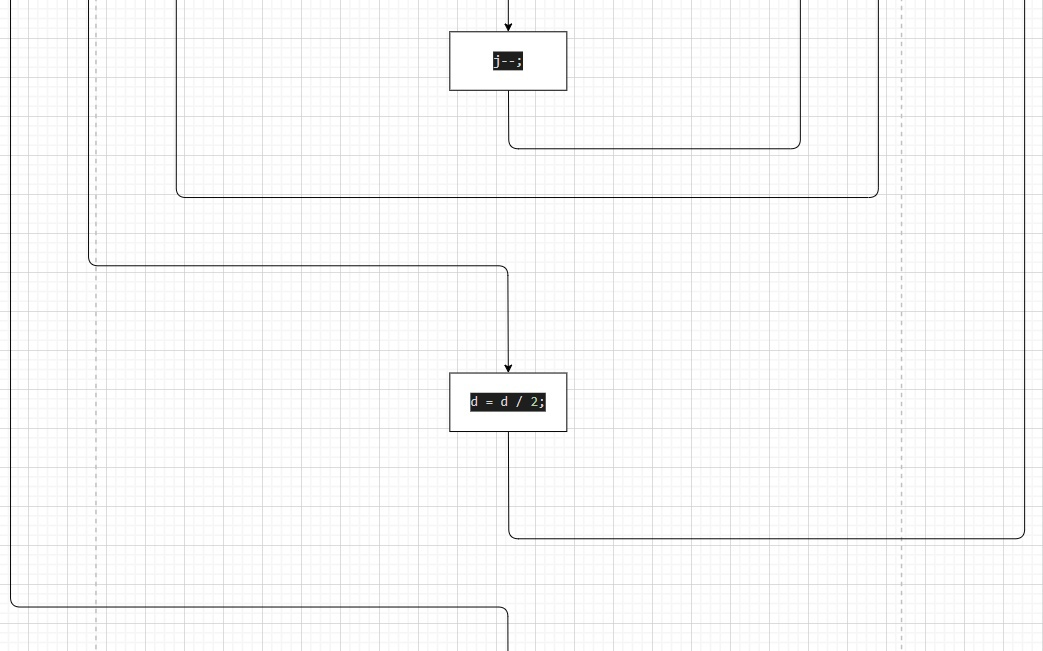 j--;
d = d / 2;